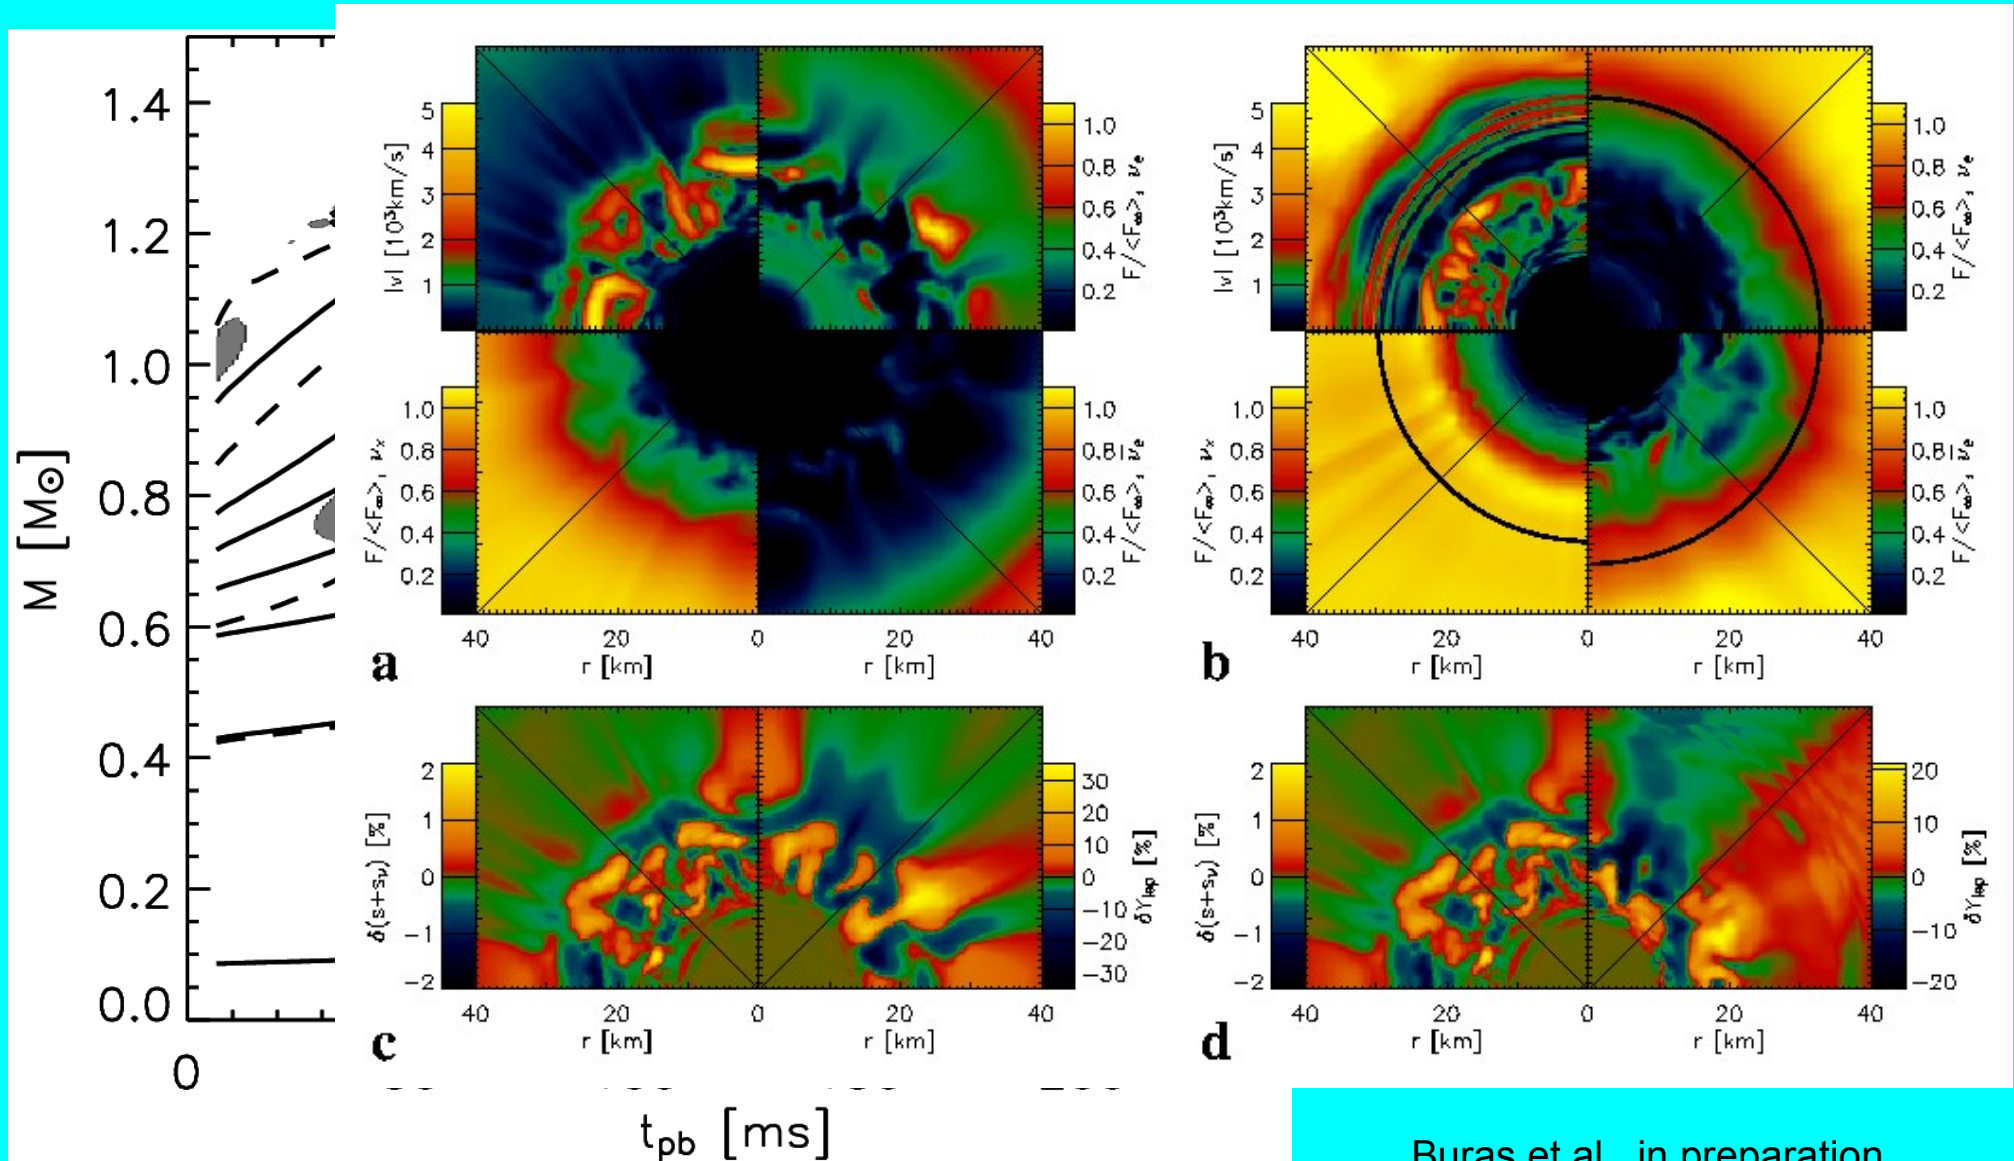 M [M⊙]
1.4
1.2
1.0
0.8
0.6
0.4
0.2
0.0
0
t_pb [ms]
|v| [10³km/s]
5
4
3
2
1
1.0
0.8
0.6
0.4
0.2
F/<F∞>, νe
F/<F∞>, νx
1.0
0.8
0.6
0.4
0.2
1.0
0.8
0.6
0.4
0.2
F/<F∞>, ν̄e
40 20 0 20 40
r [km] r [km]
a
|v| [10³km/s]
5
4
3
2
1
1.0
0.8
0.6
0.4
0.2
F/<F∞>, νe
F/<F∞>, νx
1.0
0.8
0.6
0.4
0.2
1.0
0.8
0.6
0.4
0.2
F/<F∞>, ν̄e
40 20 0 20 40
r [km] r [km]
b
δ(s+sν) [%]
2
1
0
−1
−2
30
20
10
0
−10
−20
−30
δYlep [%]
40 20 0 20 40
r [km] r [km]
c
δ(s+sν) [%]
2
1
0
−1
−2
20
10
0
−10
−20
δYlep [%]
40 20 0 20 40
r [km] r [km]
d
Buras et al., in preparation